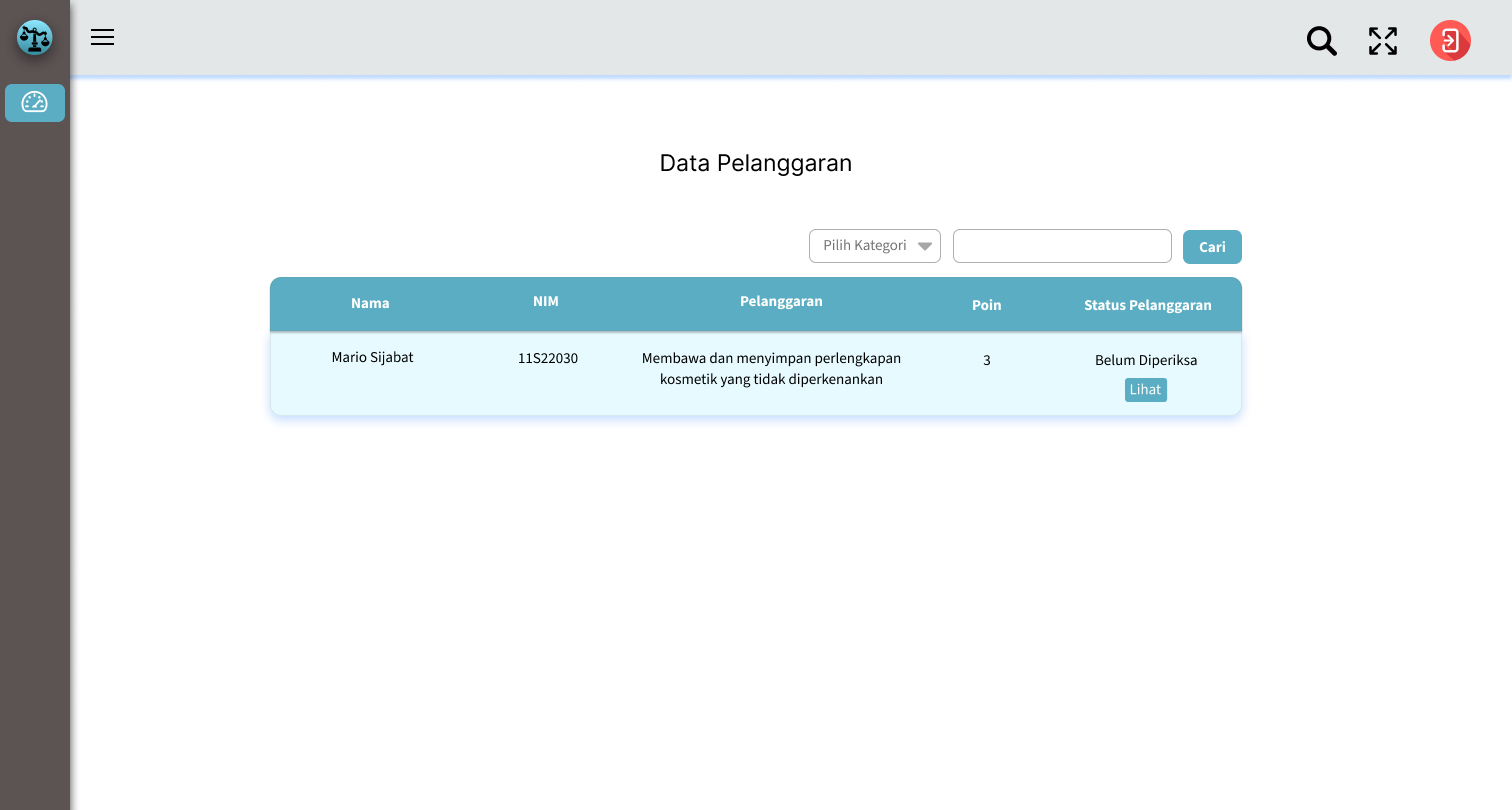 Data Pelanggaran
Pilih Kategori
Cari
Nama NIM Pelanggaran Poin Status Pelanggaran
Mario Sijabat 11S22030 Membawa dan menyimpan perlengkapan 3 Belum Diperiksa
kosmetik yang tidak diperkenankan
Lihat